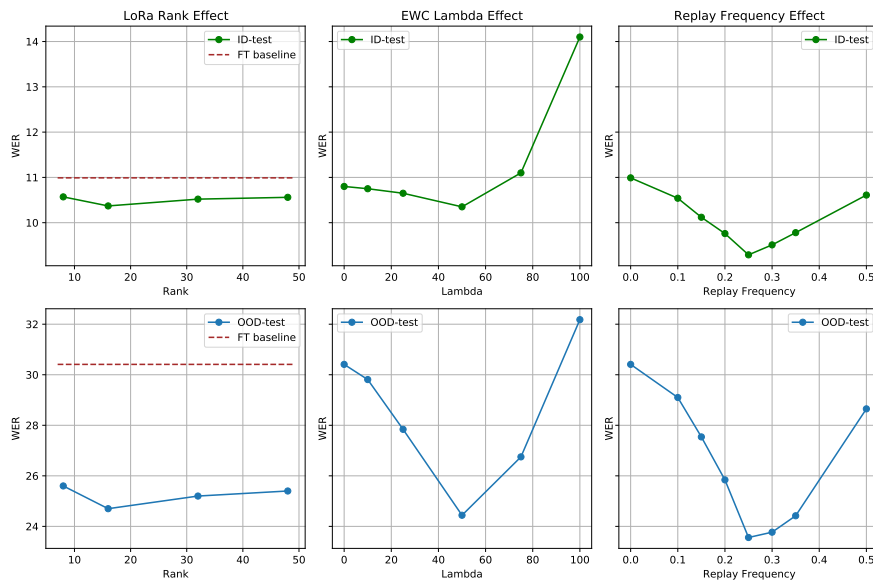 LoRa Rank Effect
EWC Lambda Effect
Replay Frequency Effect
14
13
12
11
10
WER
ID-test
FT baseline
10
20
30
40
50
Rank
WER
ID-test
0
20
40
60
80
100
Lambda
WER
ID-test
0.0
0.1
0.2
0.3
0.4
0.5
Replay Frequency
32
30
28
26
24
WER
OOD-test
FT baseline
10
20
30
40
50
Rank
WER
OOD-test
0
20
40
60
80
100
Lambda
WER
OOD-test
0.0
0.1
0.2
0.3
0.4
0.5
Replay Frequency